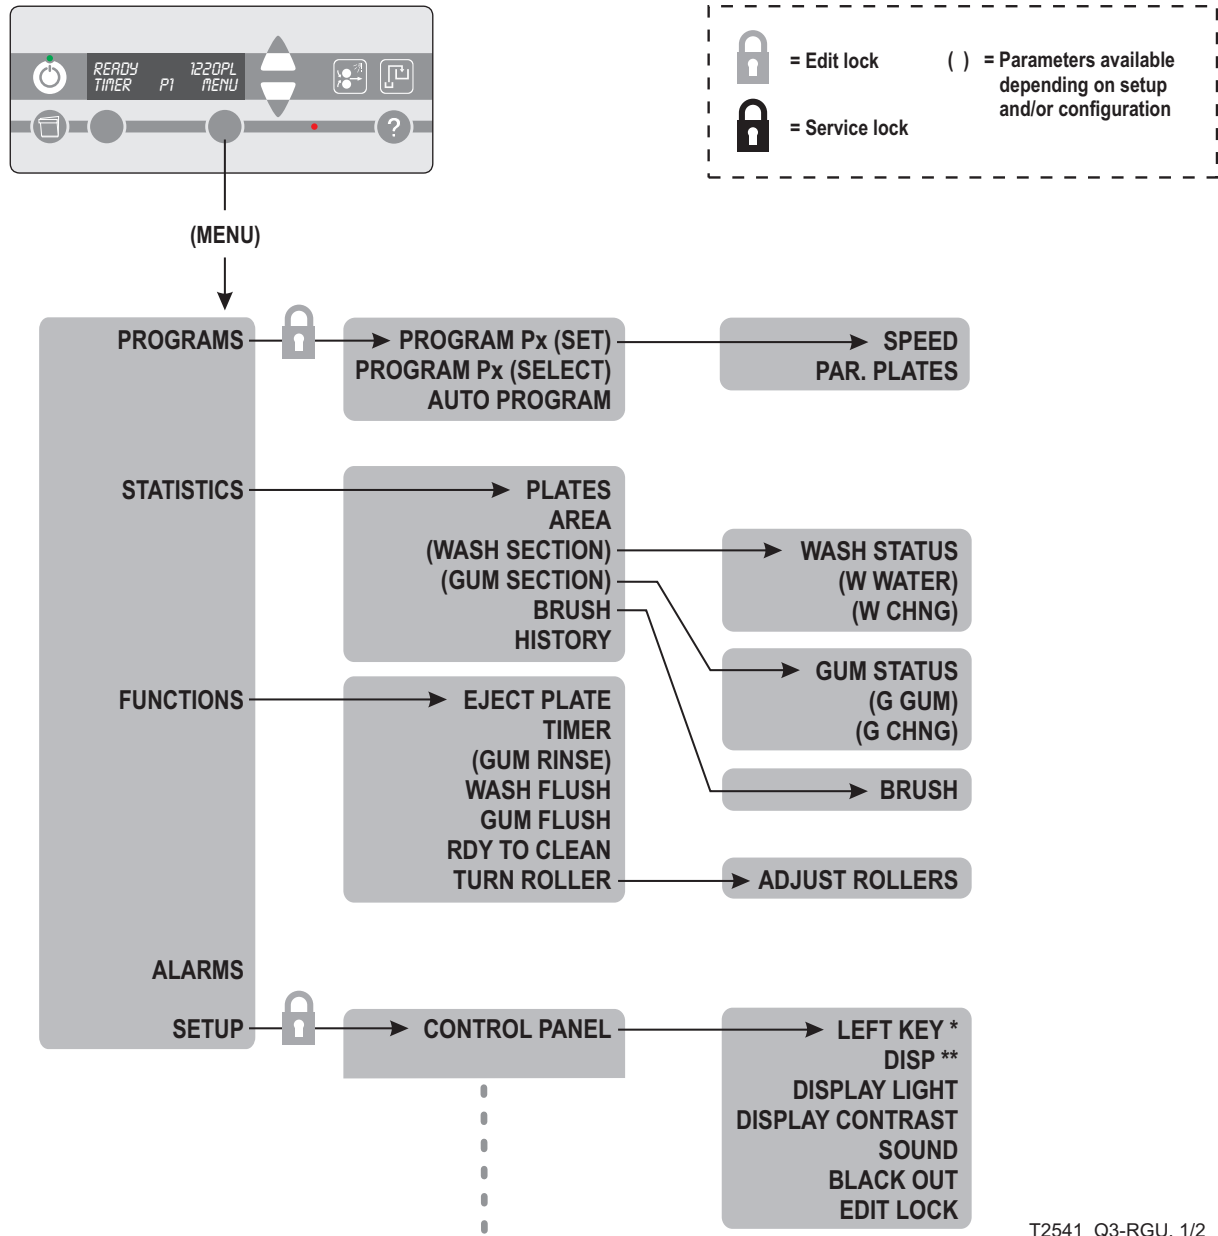 READY 1220PL
TIMER P1 MENU
?
= Edit lock
( ) = Parameters available
depending on setup
and/or configuration
= Service lock
(MENU)
PROGRAMS
PROGRAM Px (SET)
PROGRAM Px (SELECT)
AUTO PROGRAM
SPEED
PAR. PLATES
STATISTICS
PLATES
AREA
(WASH SECTION)
(GUM SECTION)
BRUSH
HISTORY
WASH STATUS
(W WATER)
(W CHNG)
GUM STATUS
(G GUM)
(G CHNG)
BRUSH
FUNCTIONS
EJECT PLATE
TIMER
(GUM RINSE)
WASH FLUSH
GUM FLUSH
RDY TO CLEAN
TURN ROLLER
ADJUST ROLLERS
ALARMS
SETUP
CONTROL PANEL
LEFT KEY *
DISP **
DISPLAY LIGHT
DISPLAY CONTRAST
SOUND
BLACK OUT
EDIT LOCK
T2541_Q3-RGU, 1/2